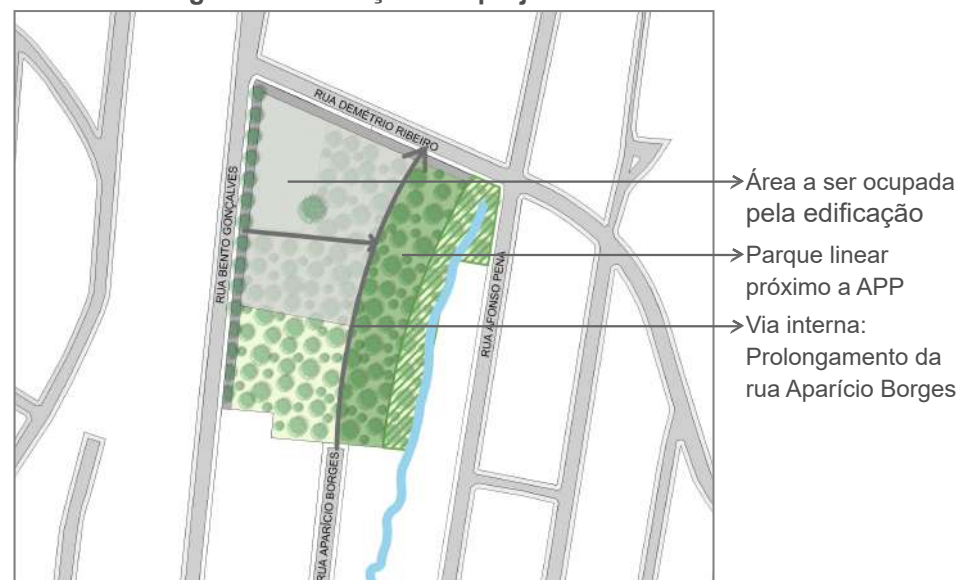 RUA DEMÉTRIO RIBEIRO
RUA BENTO GONÇALVES
RUA AFONSO PENA
RUA APARÍCIO BORGES
Área a ser ocupada
pela edificação
Parque linear
próximo a APP
Via interna:
Prolongamento da
rua Aparício Borges